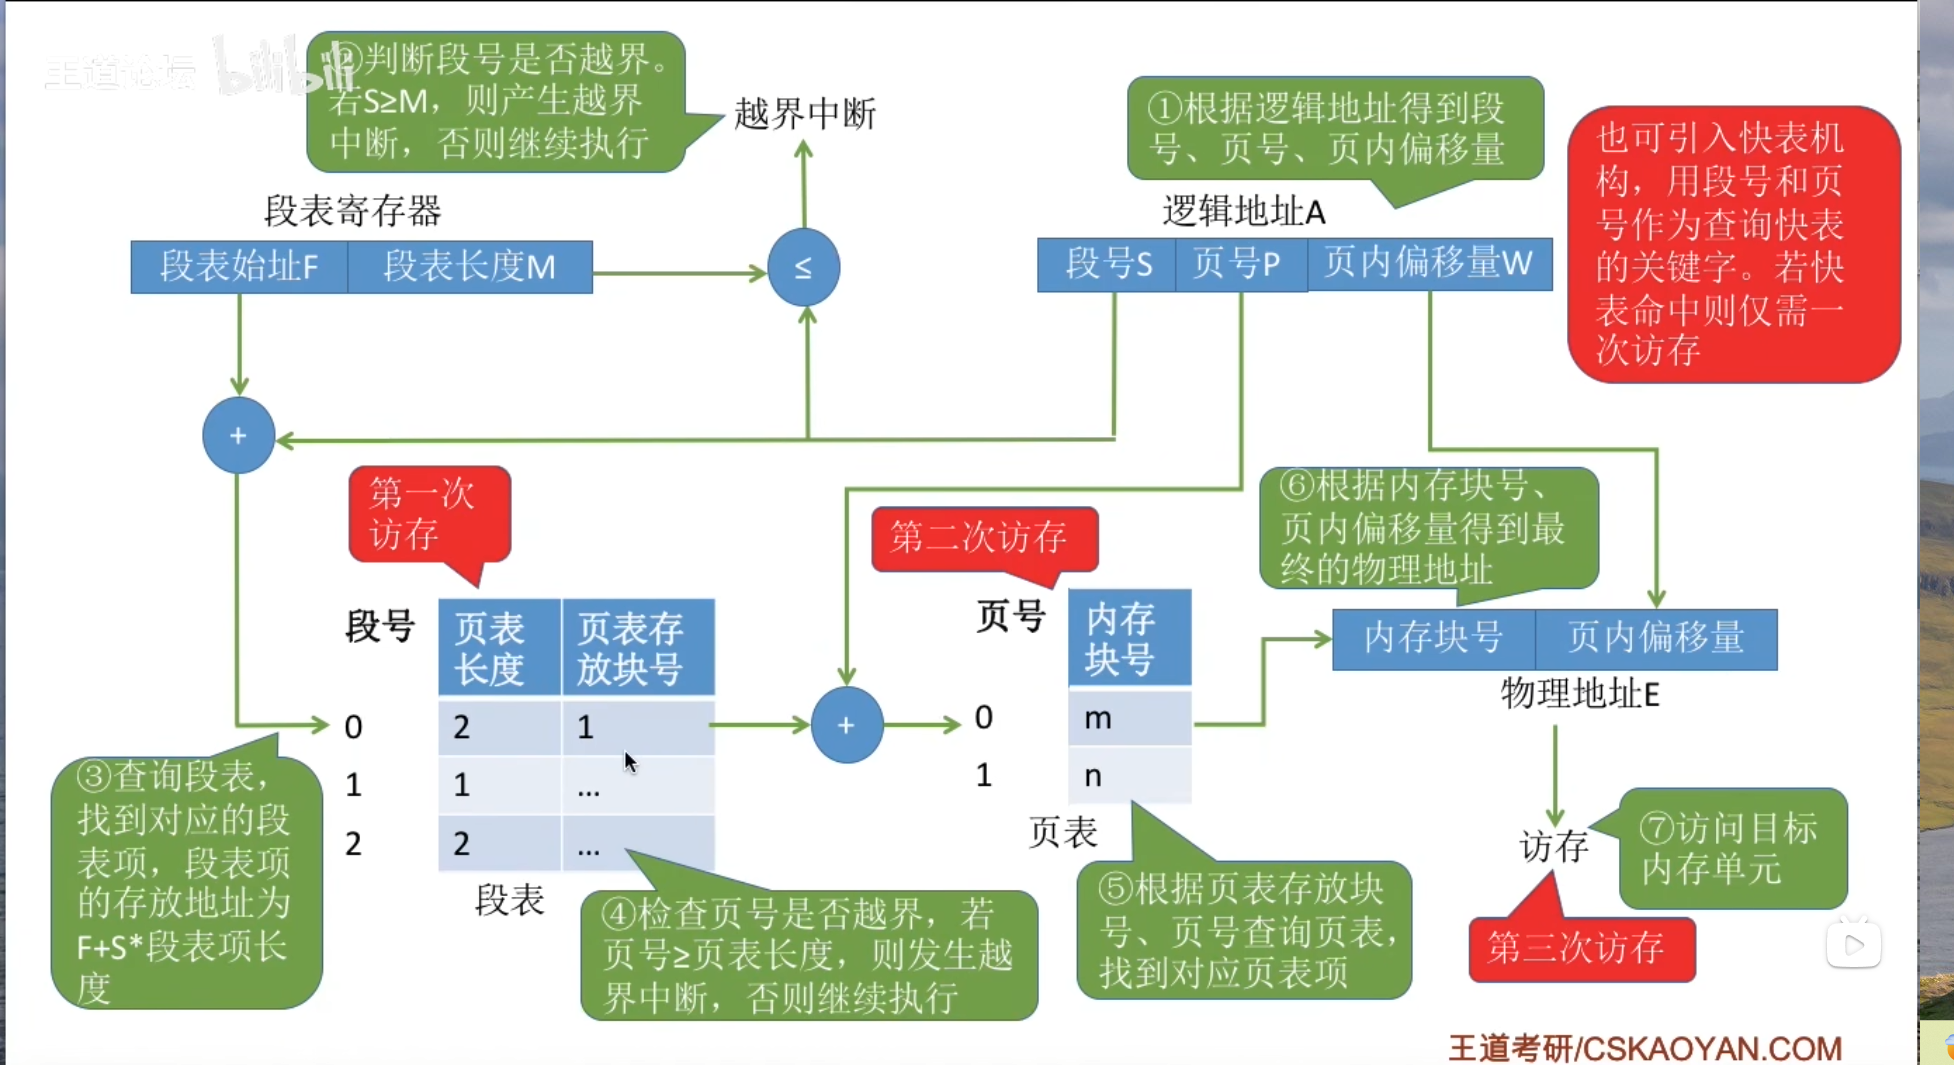 王道论坛 bilibili
②判断段号是否越界。
若S≥M，则产生越界
中断，否则继续执行
越界中断
①根据逻辑地址得到段
号、页号、页内偏移量
也可引入快表机
构，用段号和页
号作为查询快表
的关键字。若快
表命中则仅需一
次访存
段表寄存器
段表始址F
段表长度M
≤
逻辑地址A
段号S
页号P
页内偏移量W
+
第一次
访存
第二次访存
⑥根据内存块号、
页内偏移量得到最
终的物理地址
段号
页表
长度
页表存
放块号
0
2
1
1
1
...
2
2
...
段表
+
页号
内存
块号
0
m
1
n
页表
内存块号
页内偏移量
物理地址E
③查询段表，
找到对应的段
表项，段表项
的存放地址为
F+S*段表项长
度
④检查页号是否越界，若
页号≥页表长度，则发生越
界中断，否则继续执行
⑤根据页表存放块
号、页号查询页表，
找到对应页表项
访存
⑦访问目标
内存单元
第三次访存
王道考研/CSKAOYAN.COM